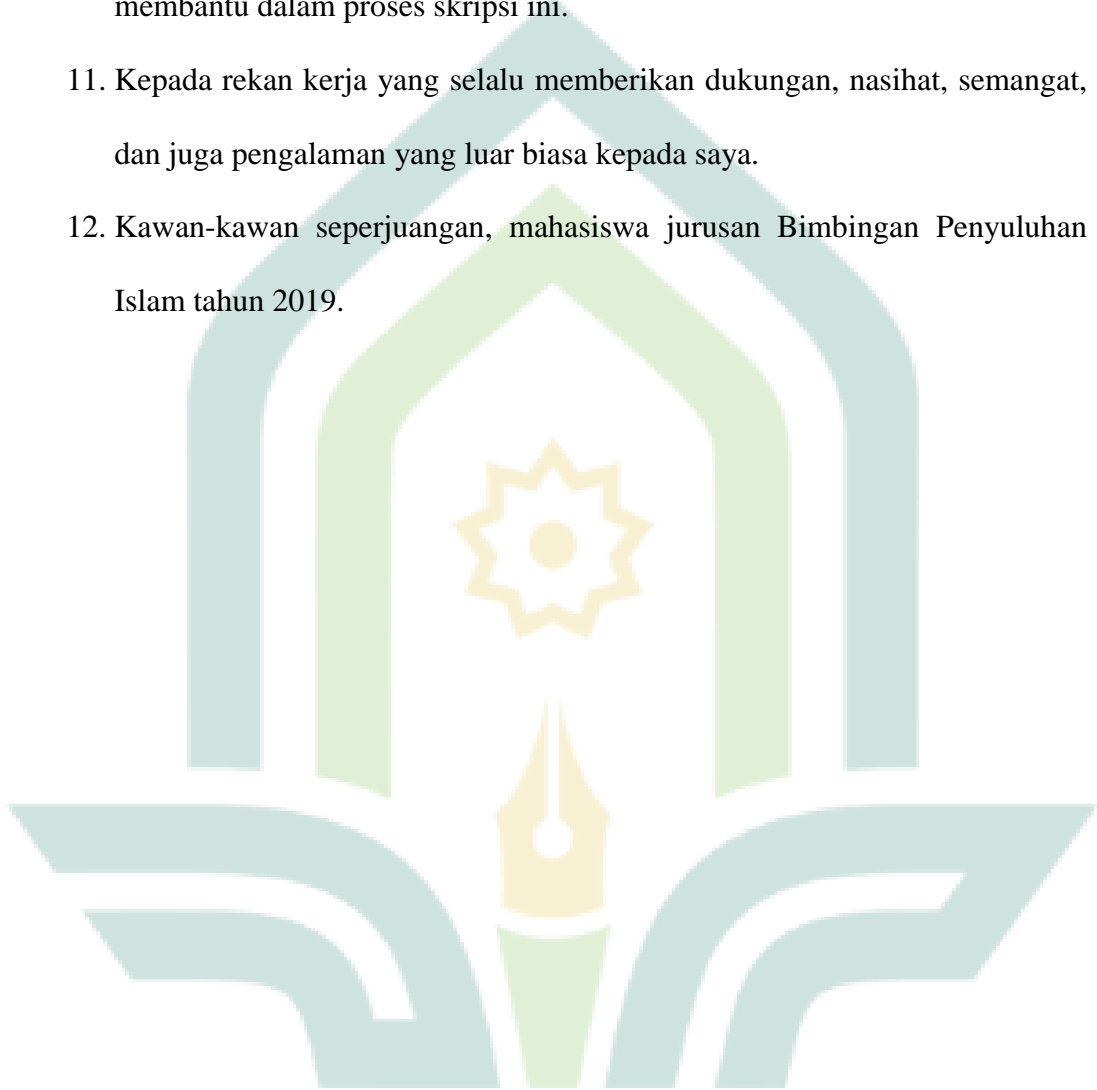 membantu dalam proses skripsi ini.
11. Kepada rekan kerja yang selalu memberikan dukungan, nasihat, semangat,
dan juga pengalaman yang luar biasa kepada saya.
12. Kawan-kawan seperjuangan, mahasiswa jurusan Bimbingan Penyuluhan
Islam tahun 2019.